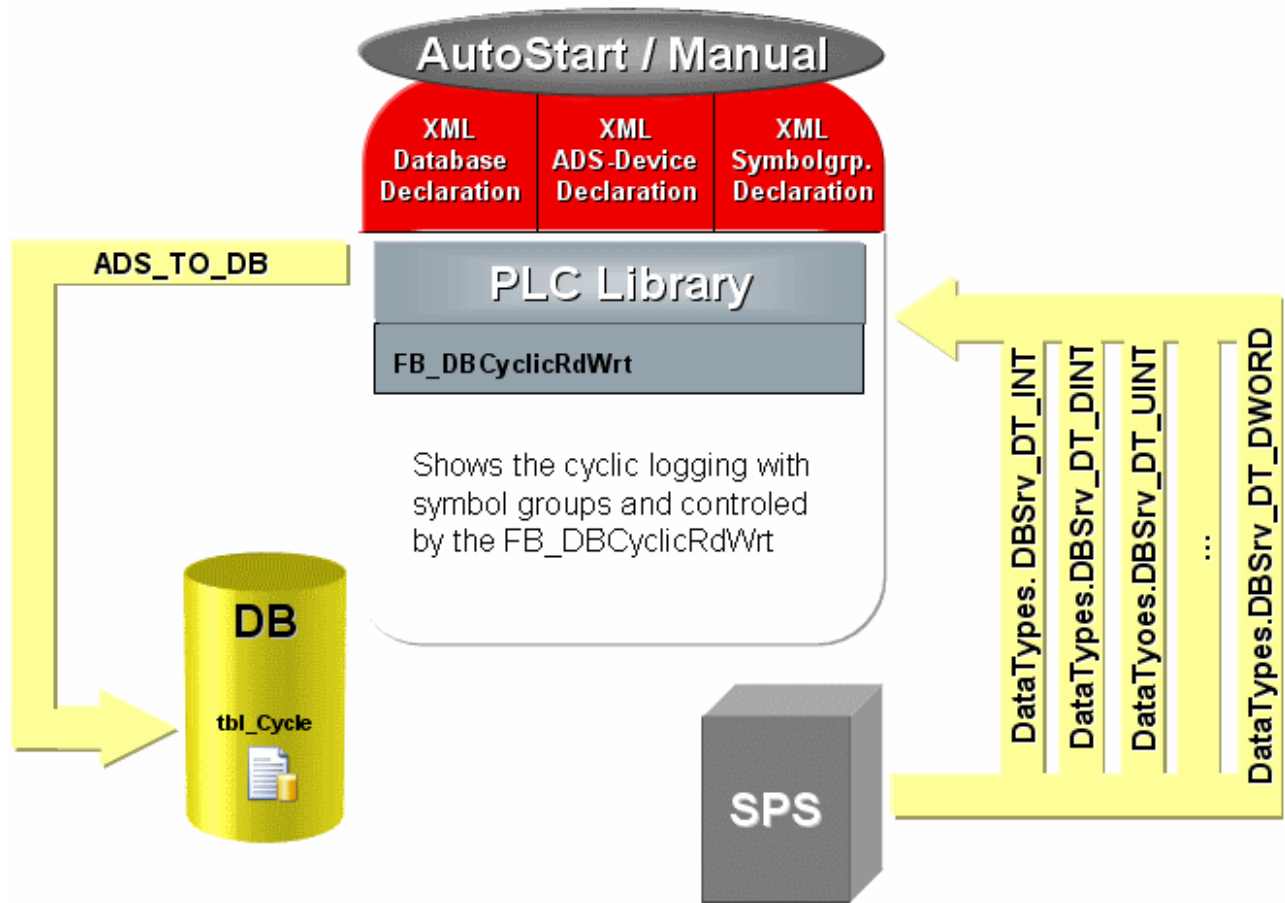 AutoStart / Manual
XML
Database
Declaration
XML
ADS-Device
Declaration
XML
Symbolgrp.
Declaration
ADS_TO_DB
PLC Library
FB_DBCyclicRdWrt
Shows the cyclic logging with
symbol groups and controled
by the FB_DBCyclicRdWrt
DB
tbl_Cycle
SPS
DataTypes. DBSrv_DT_INT
DataTypes.DBSrv_DT_DINT
DataTyoes.DBSrv_DT_UINT
...
DataTypes.DBSrv_DT_DWORD